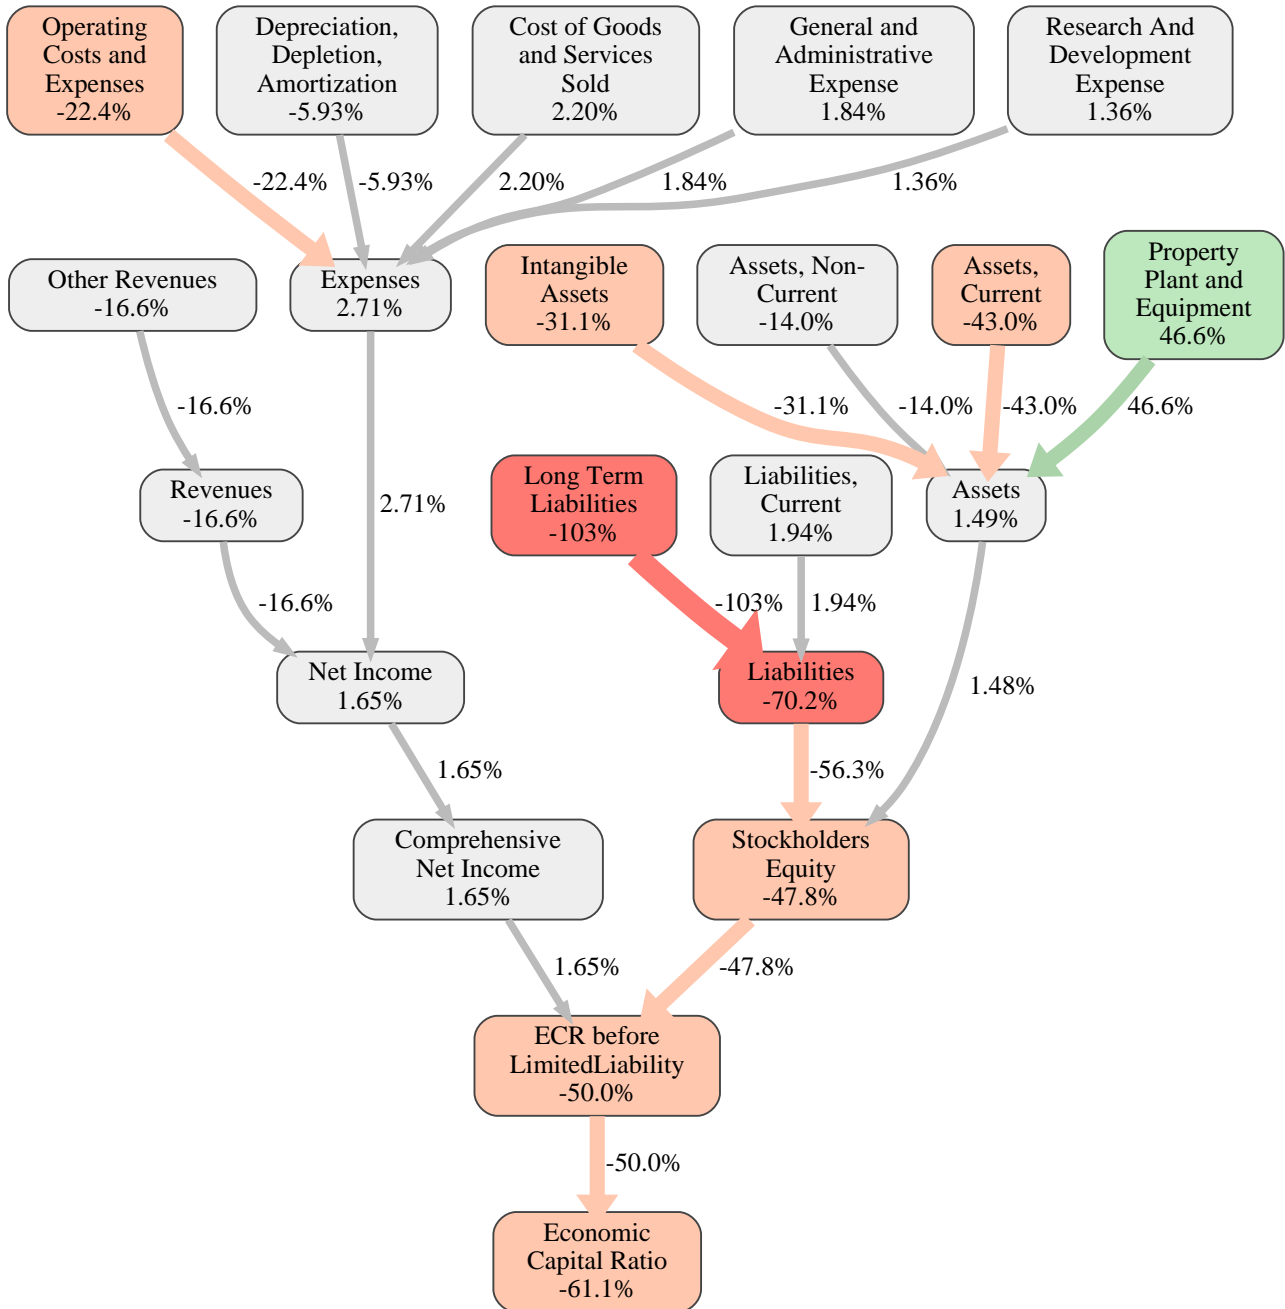 Operating
Costs and
Expenses
-22.4%
Depreciation,
Depletion,
Amortization
-5.93%
Cost of Goods
and Services
Sold
2.20%
General and
Administrative
Expense
1.84%
Research And
Development
Expense
1.36%
-22.4%
-5.93%
2.20%
1.84%
1.36%
Other Revenues
-16.6%
Expenses
2.71%
Intangible
Assets
-31.1%
Assets, Non-
Current
-14.0%
Assets,
Current
-43.0%
Property
Plant and
Equipment
46.6%
-16.6%
-31.1%
-14.0%
-43.0%
46.6%
Revenues
-16.6%
2.71%
Long Term
Liabilities
-103%
Liabilities,
Current
1.94%
Assets
1.49%
-16.6%
-103%
1.94%
Net Income
1.65%
Liabilities
-70.2%
1.48%
1.65%
-56.3%
Comprehensive
Net Income
1.65%
Stockholders
Equity
-47.8%
1.65%
-47.8%
ECR before
LimitedLiability
-50.0%
-50.0%
Economic
Capital Ratio
-61.1%